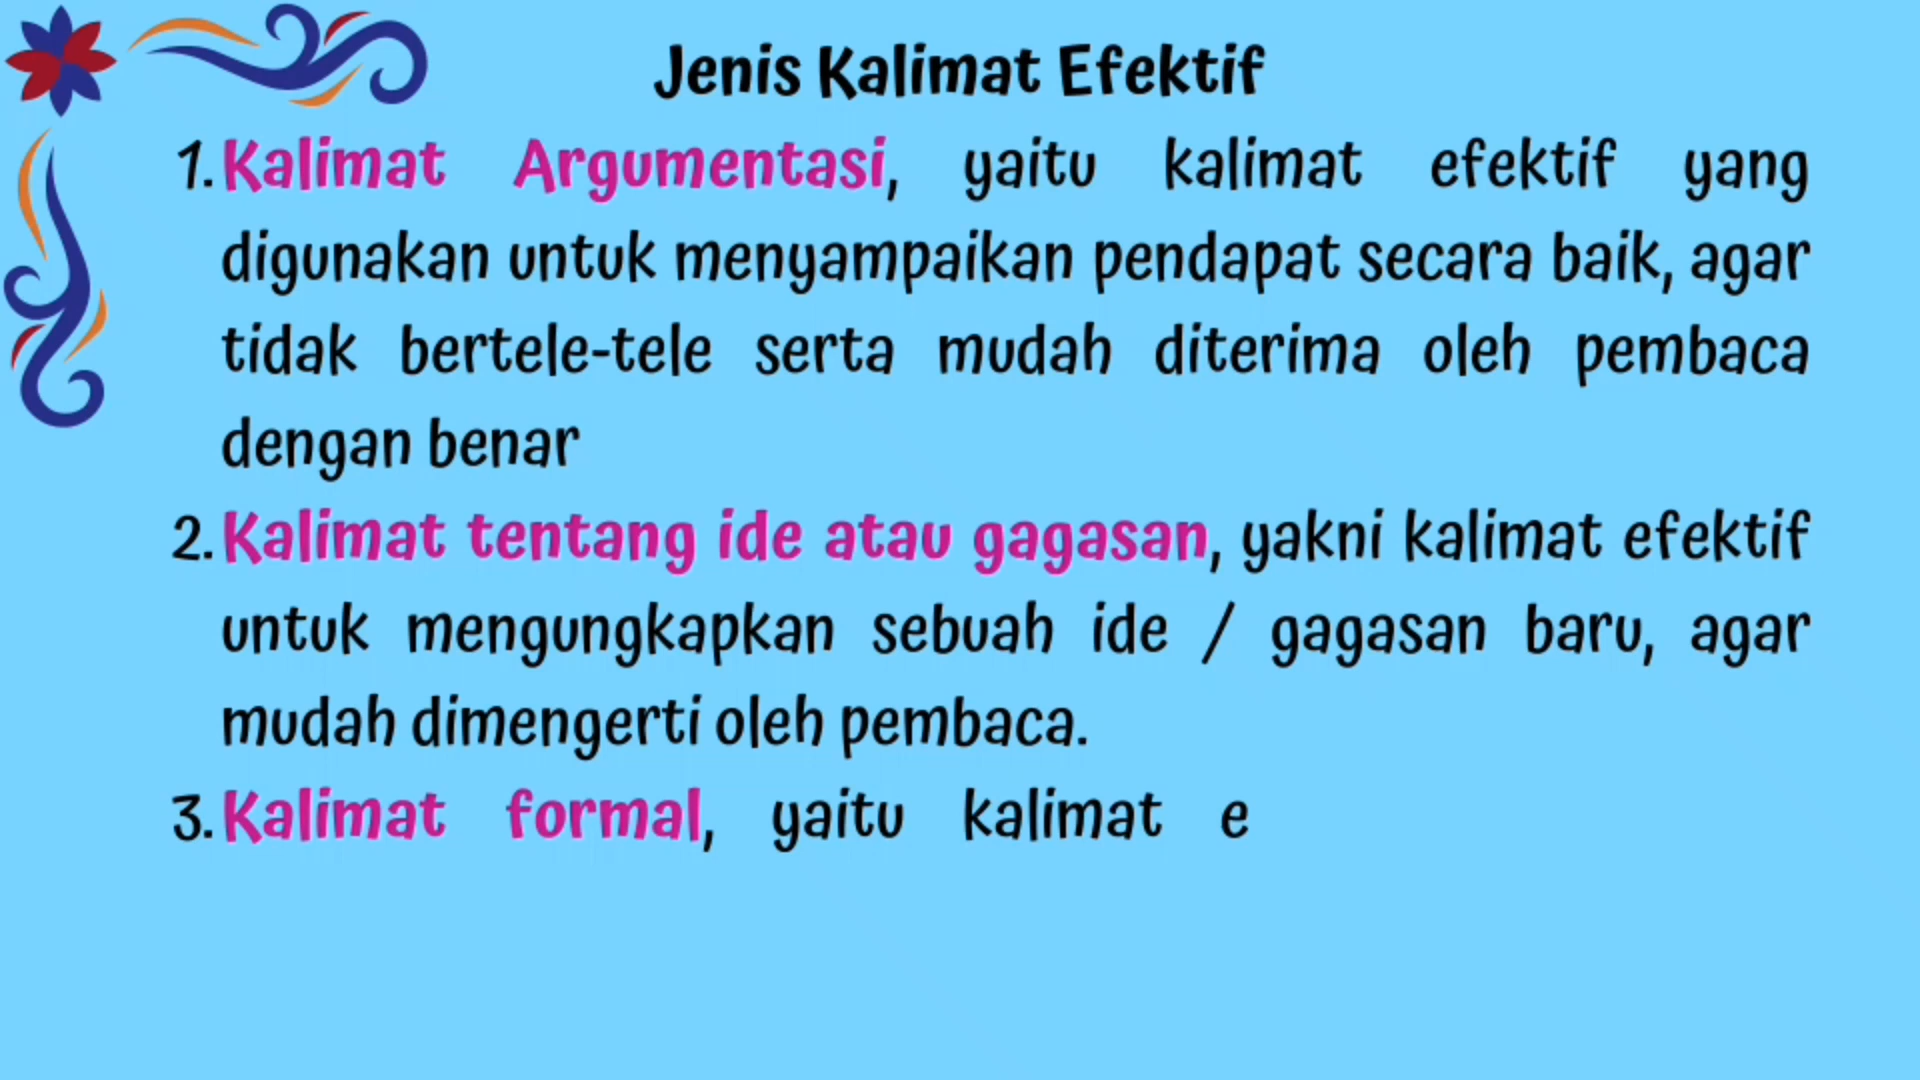 Jenis Kalimat Efektif
1. Kalimat Argumentasi, yaitu kalimat efektif yang
digunakan untuk menyampaikan pendapat secara baik, agar
tidak bertele-tele serta mudah diterima oleh pembaca
dengan benar
2. Kalimat tentang ide atau gagasan, yakni kalimat efektif
untuk mengungkapkan sebuah ide / gagasan baru, agar
mudah dimengerti oleh pembaca.
3. Kalimat formal, yaitu kalimat e